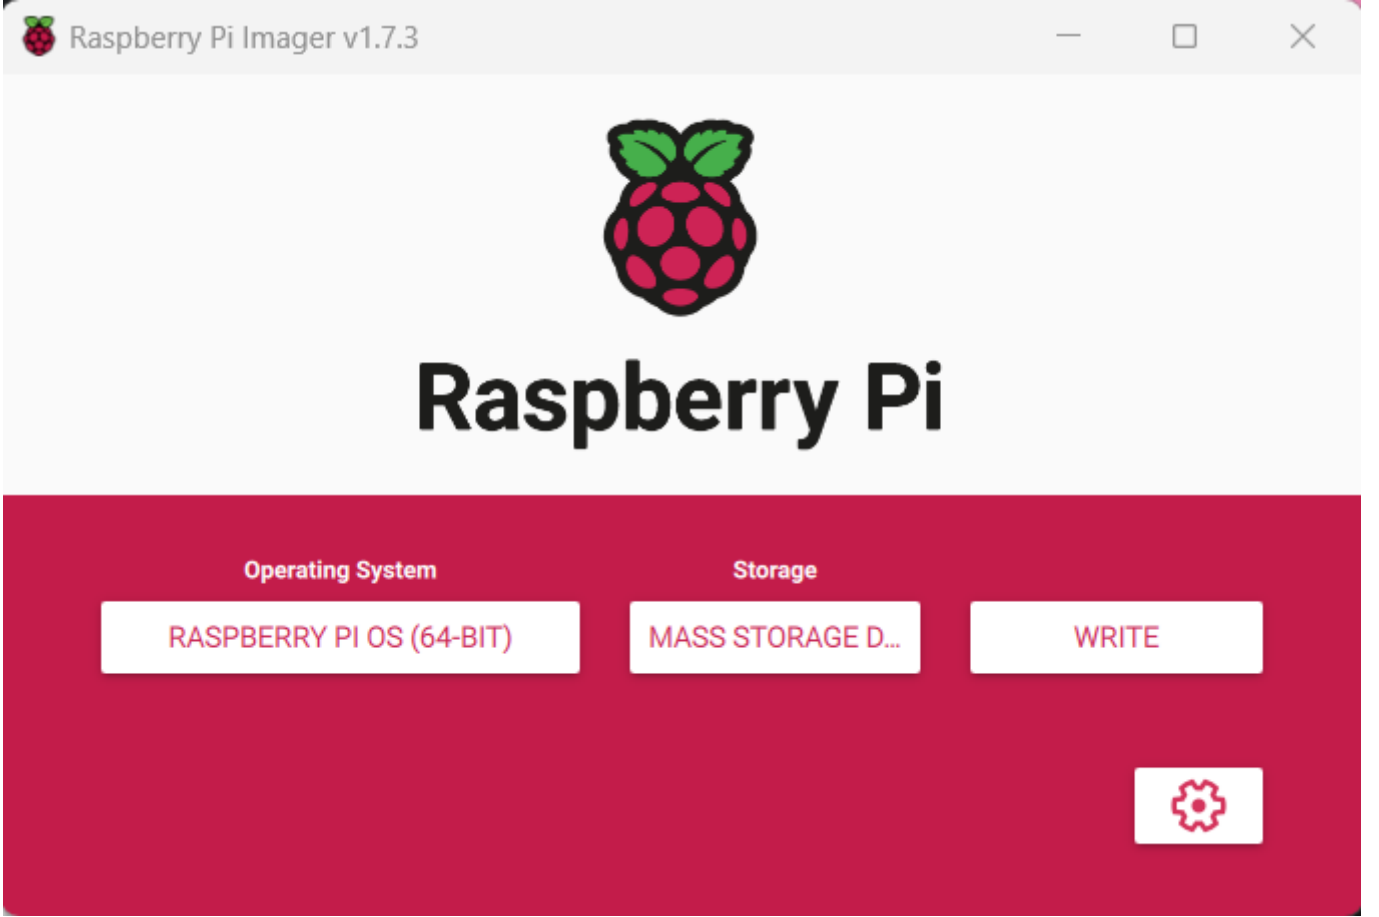 Raspberry Pi Imager v1.7.3
Raspberry Pi
Operating System
Storage
RASPBERRY PI OS (64-BIT)
MASS STORAGE D...
WRITE